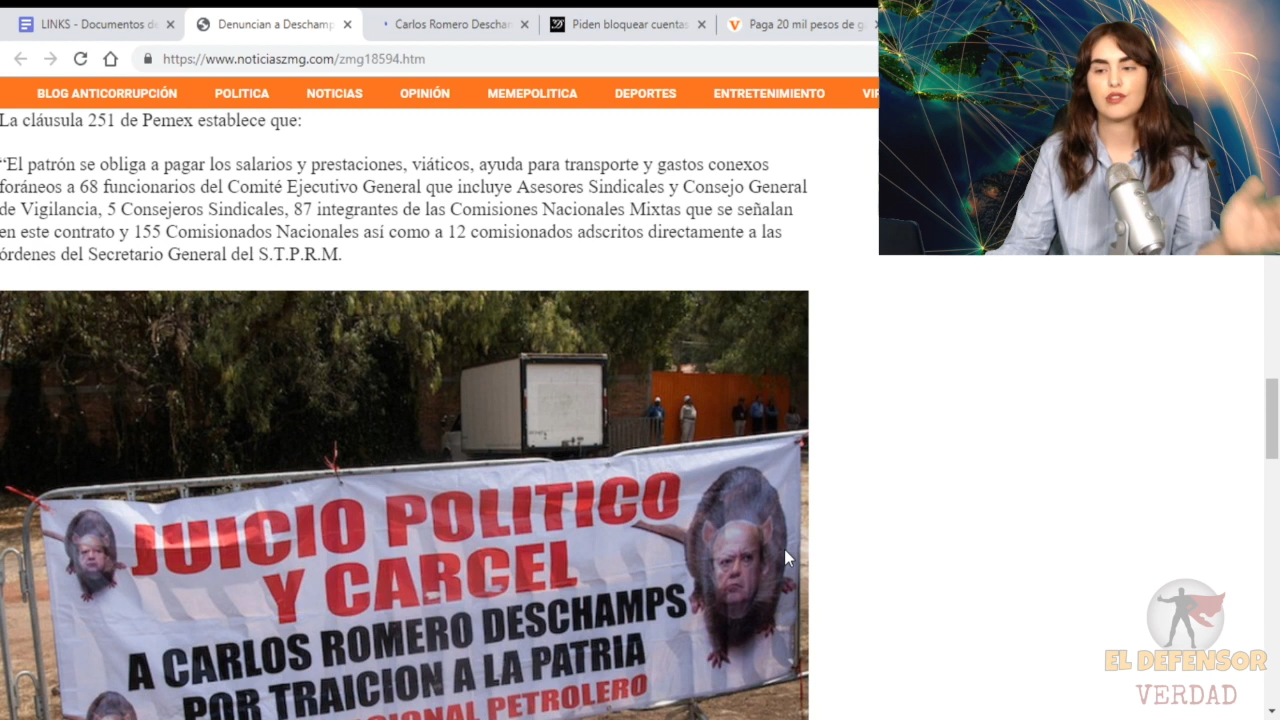 LINKS - Documentos de
Denuncian a Deschamp
Carlos Romero Descham
Piden bloquear cuentas
Paga 20 mil pesos de g
https://www.noticiaszmg.com/zmg18594.htm
BLOG ANTICORRUPCIÓN POLITICA NOTICIAS OPINIÓN MEMEPOLITICA DEPORTES ENTRETENIMIENTO VIR
La cláusula 251 de Pemex establece que:
“El patrón se obliga a pagar los salarios y prestaciones, viáticos, ayuda para transporte y gastos conexos
foráneos a 68 funcionarios del Comité Ejecutivo General que incluye Asesores Sindicales y Consejo General
de Vigilancia, 5 Consejeros Sindicales, 87 integrantes de las Comisiones Nacionales Mixtas que se señalan
en este contrato y 155 Comisionados Nacionales así como a 12 comisionados adscritos directamente a las
órdenes del Secretario General del S.T.P.R.M.
JUICIO POLITICO
Y CARCEL
A CARLOS ROMERO DESCHAMPS
POR TRAICION A LA PATRIA
CIONAL PETROLERO
EL DEFENSOR
VERDAD